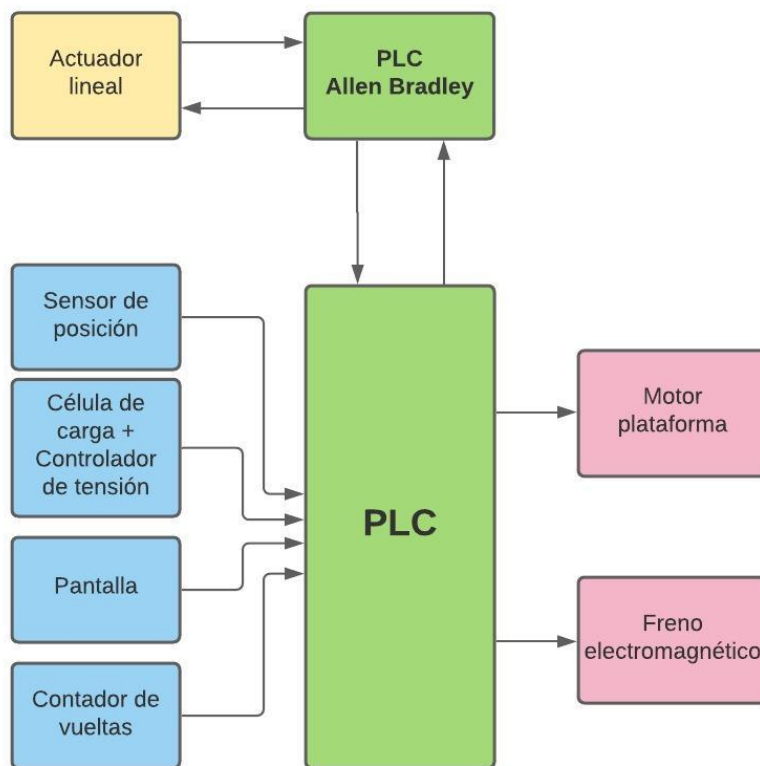 Actuador
lineal
PLC
Allen Bradley
Sensor de
posición
Célula de
carga +
Controlador
de tensión
Pantalla
Contador de
vueltas
PLC
Motor
plataforma
Freno
electromagnético